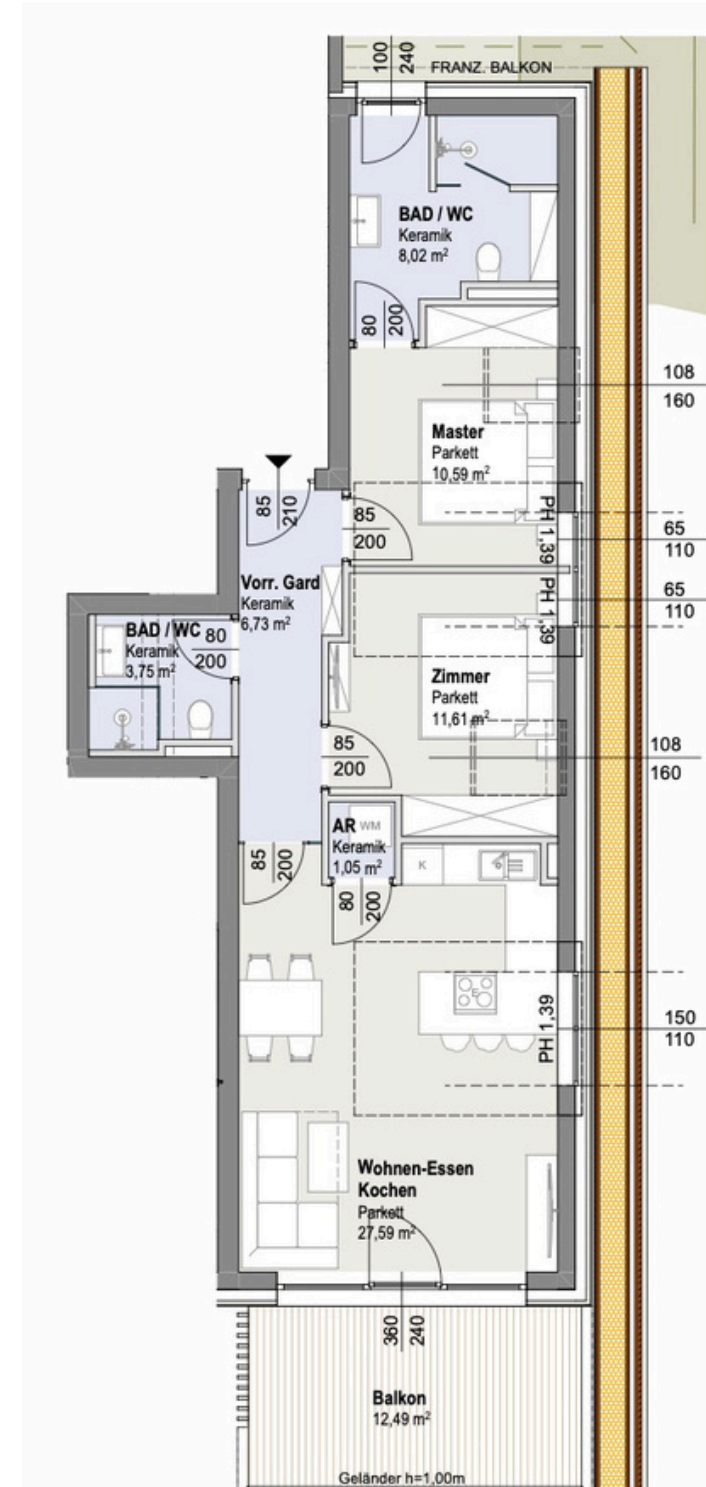 100
240
FRANZ. BALKON
BAD / WC
Keramik
8,02 m²
80
200
108
160
Master
Parkett
10,59 m²
85
210
85
200
PH 1,39
65
110
Vorr. Gard
Keramik
6,73 m²
PH 1,39
65
110
BAD / WC
Keramik
3,75 m²
80
200
Zimmer
Parkett
11,61 m²
85
200
108
160
AR
WM
Keramik
1,05 m²
85
200
K
80
200
E
PH 1,39
150
110
Wohnen-Essen
Kochen
Parkett
27,59 m²
360
240
Balkon
12,49 m²
Geländer h=1,00m